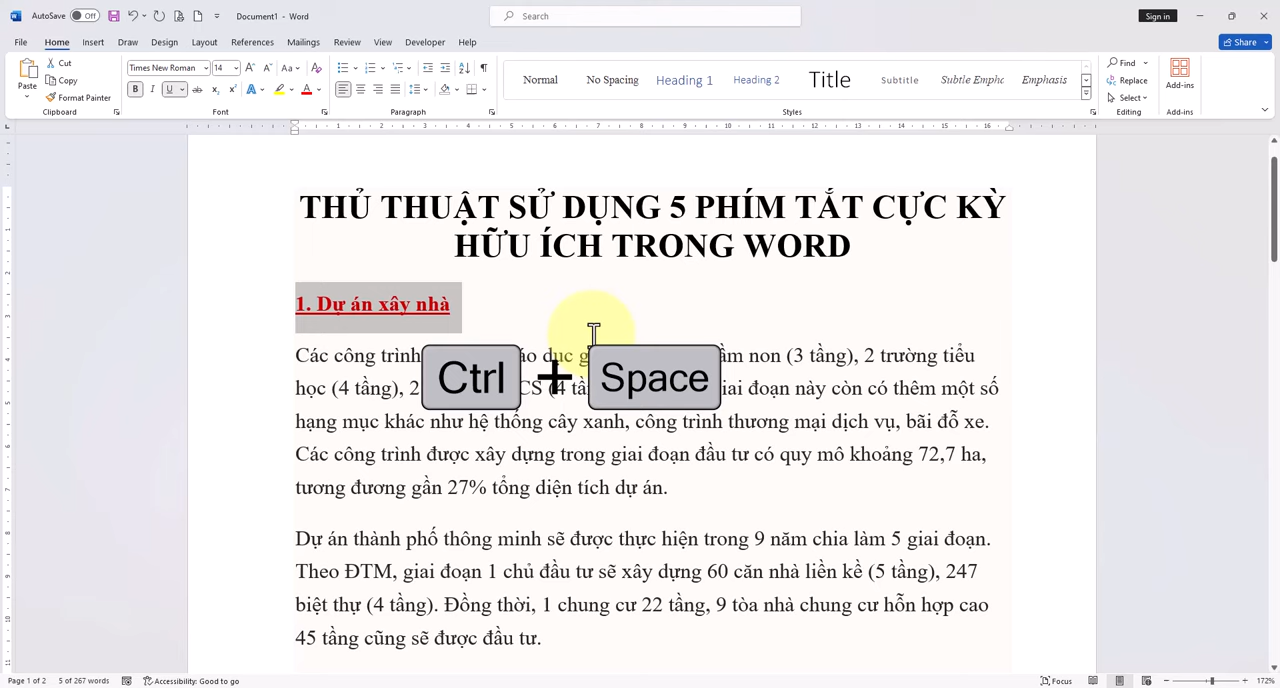 AutoSave Off Document1 - Word Search Sign in
File Home Insert Draw Design Layout References Mailings Review View Developer Help Share
Paste Cut Copy Format Painter Clipboard
Times New Roman 14 Font
Paragraph
Normal No Spacing Heading 1 Heading 2 Title Subtitle Subtle Empha Emphasis Styles
Find Replace Select Editing
Add-ins Add-ins
THỦ THUẬT SỬ DỤNG 5 PHÍM TẮT CỰC KỲ
HỮU ÍCH TRONG WORD
1. Dự án xây nhà
Các công trình dục (3 tầng), 2 trường tiểu
học (4 tầng), 2 giai đoạn này còn có thêm một số
Ctrl + Space
hạng mục khác như hệ thống cây xanh, công trình thương mại dịch vụ, bãi đỗ xe.
Các công trình được xây dựng trong giai đoạn đầu tư có quy mô khoảng 72,7 ha,
tương đương gần 27% tổng diện tích dự án.
Dự án thành phố thông minh sẽ được thực hiện trong 9 năm chia làm 5 giai đoạn.
Theo ĐTM, giai đoạn 1 chủ đầu tư sẽ xây dựng 60 căn nhà liền kề (5 tầng), 247
biệt thự (4 tầng). Đồng thời, 1 chung cư 22 tầng, 9 tòa nhà chung cư hỗn hợp cao
45 tầng cũng sẽ được đầu tư.
Page 1 of 2 5 of 267 words Accessibility: Good to go Focus 172%